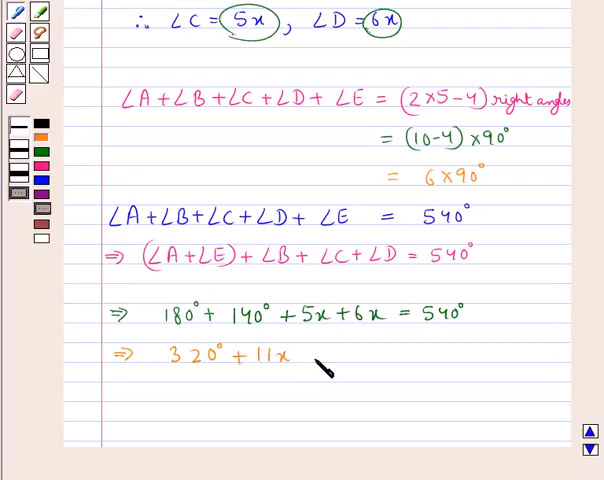 ∴ ∠C = 5x , ∠D = 6x
∠A + ∠B + ∠C + ∠D + ∠E = (2×5-4) right angles
= (10-4) × 90°
= 6 × 90°
∠A + ∠B + ∠C + ∠D + ∠E = 540°
⇒ (∠A + ∠E) + ∠B + ∠C + ∠D = 540°
⇒ 180° + 140° + 5x + 6x = 540°
⇒ 320° + 11x